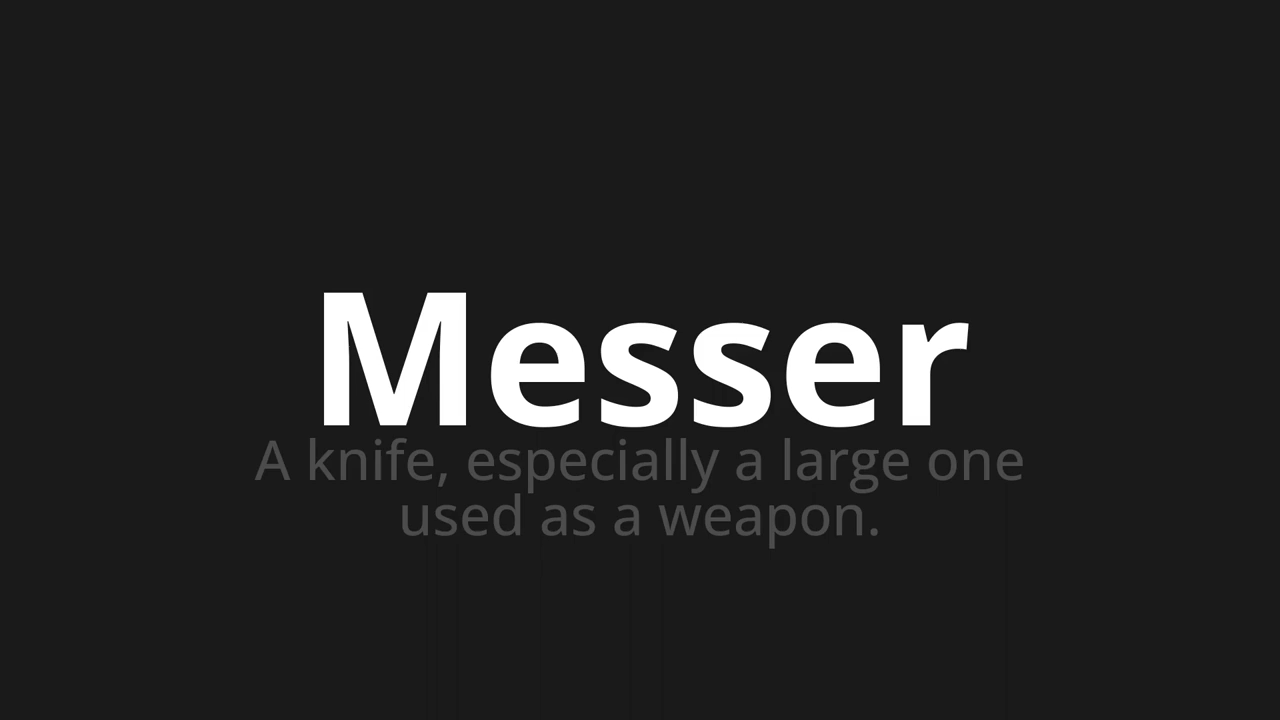 Messer
A knife, especially a large one
used as a weapon.